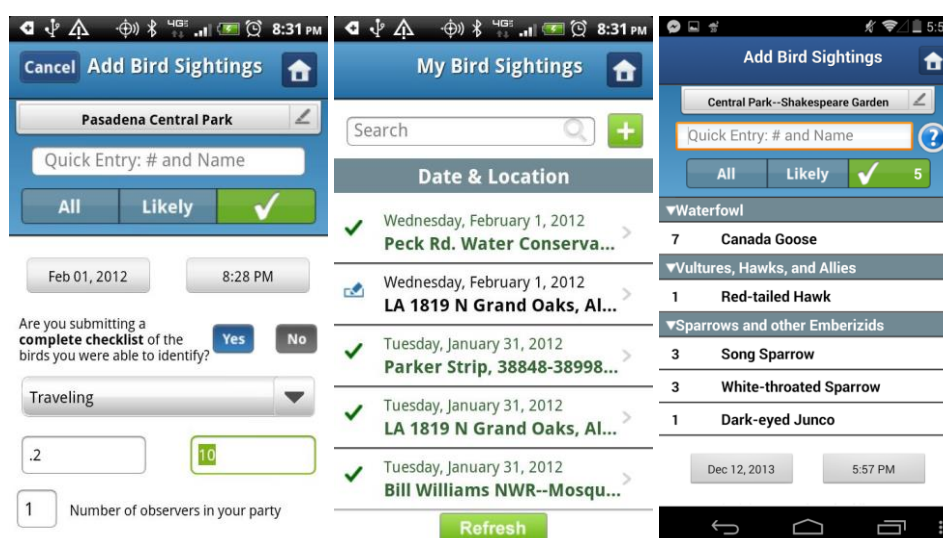 4G 8:31 PM
Cancel Add Bird Sightings
Pasadena Central Park
Quick Entry: # and Name
All Likely
Feb 01, 2012 8:28 PM
Are you submitting a
complete checklist of the
birds you were able to identify?
Yes No
Traveling
.2 10
1 Number of observers in your party
4G 8:31 PM
My Bird Sightings
Search
Date & Location
Wednesday, February 1, 2012
Peck Rd. Water Conserva...
Wednesday, February 1, 2012
LA 1819 N Grand Oaks, Al...
Tuesday, January 31, 2012
Parker Strip, 38848-38998...
Tuesday, January 31, 2012
LA 1819 N Grand Oaks, Al...
Tuesday, January 31, 2012
Bill Williams NWR--Mosqu...
Refresh
5:5
Add Bird Sightings
Central Park--Shakespeare Garden
Quick Entry: # and Name
?
All Likely 5
Waterfowl
7 Canada Goose
Vultures, Hawks, and Allies
1 Red-tailed Hawk
Sparrows and other Emberizids
3 Song Sparrow
3 White-throated Sparrow
1 Dark-eyed Junco
Dec 12, 2013 5:57 PM